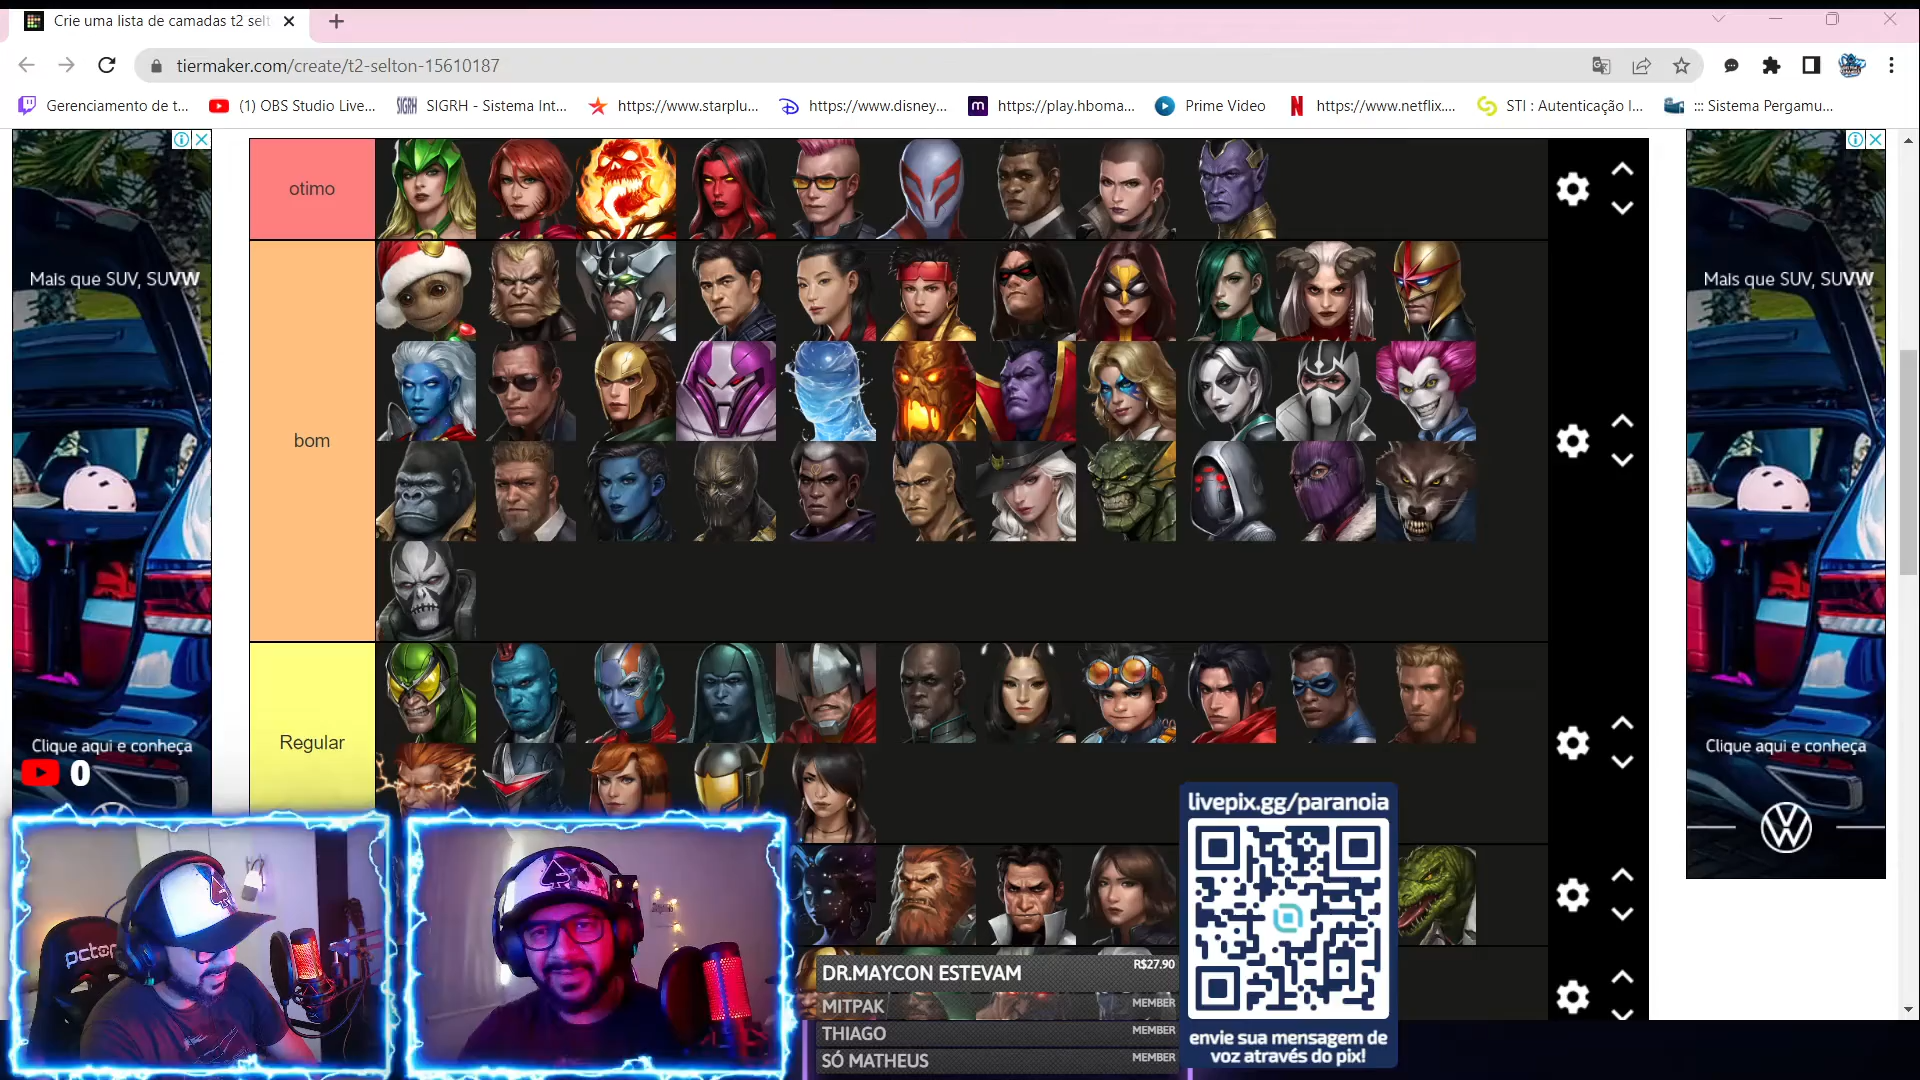 Crie uma lista de camadas t2 selt
tiermaker.com/create/t2-selton-15610187
Gerenciamento de t...
(1) OBS Studio Live...
SIGRH
SIGRH - Sistema Int...
https://www.starplu...
https://www.disney...
https://play.hboma...
Prime Video
https://www.netflix....
STI : Autenticação I...
::: Sistema Pergamu...
otimo
Mais que SUV, SUVW
Mais que SUV, SUVW
bom
Regular
Clique aqui e conheça
Clique aqui e conheça
0
livepix.gg/paranoia
DR.MAYCON ESTEVAM
R$27.90
MITPAK
MEMBER
THIAGO
MEMBER
SÓ MATHEUS
MEMBER
envie sua mensagem de
voz através do pix!